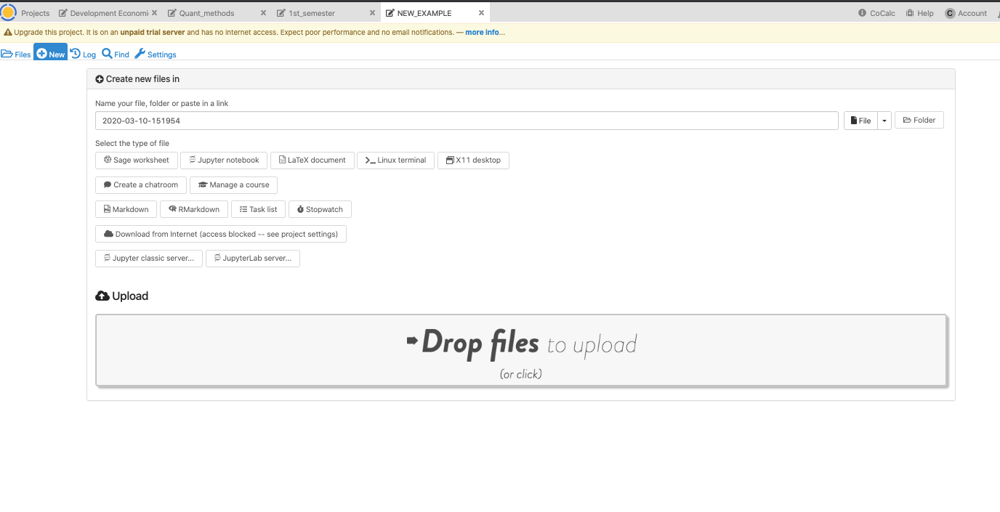 Projects Development Economi Quant_methods 1st_semester NEW_EXAMPLE CoCalc Help Account
Upgrade this project. It is on an unpaid trial server and has no internet access. Expect poor performance and no email notifications. — more info...
Files New Log Find Settings
Create new files in
Name your file, folder or paste in a link
2020-03-10-151954 File Folder
Select the type of file
Sage worksheet Jupyter notebook LaTeX document Linux terminal X11 desktop
Create a chatroom Manage a course
Markdown RMarkdown Task list Stopwatch
Download from Internet (access blocked -- see project settings)
Jupyter classic server... JupyterLab server...
Upload
Drop files to upload
(or click)